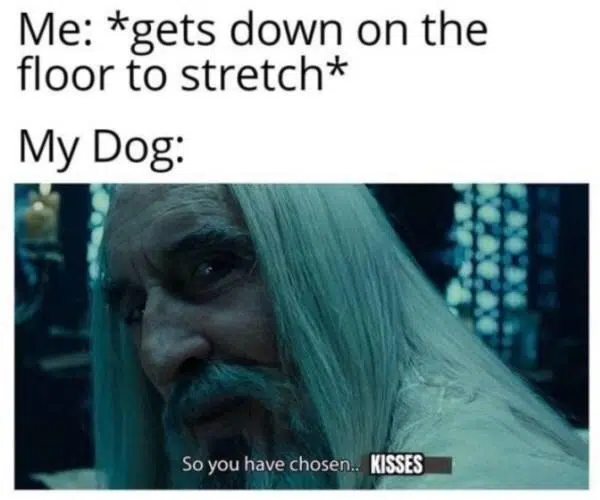 Me: *gets down on the
floor to stretch*
My Dog:
So you have chosen.. KISSES